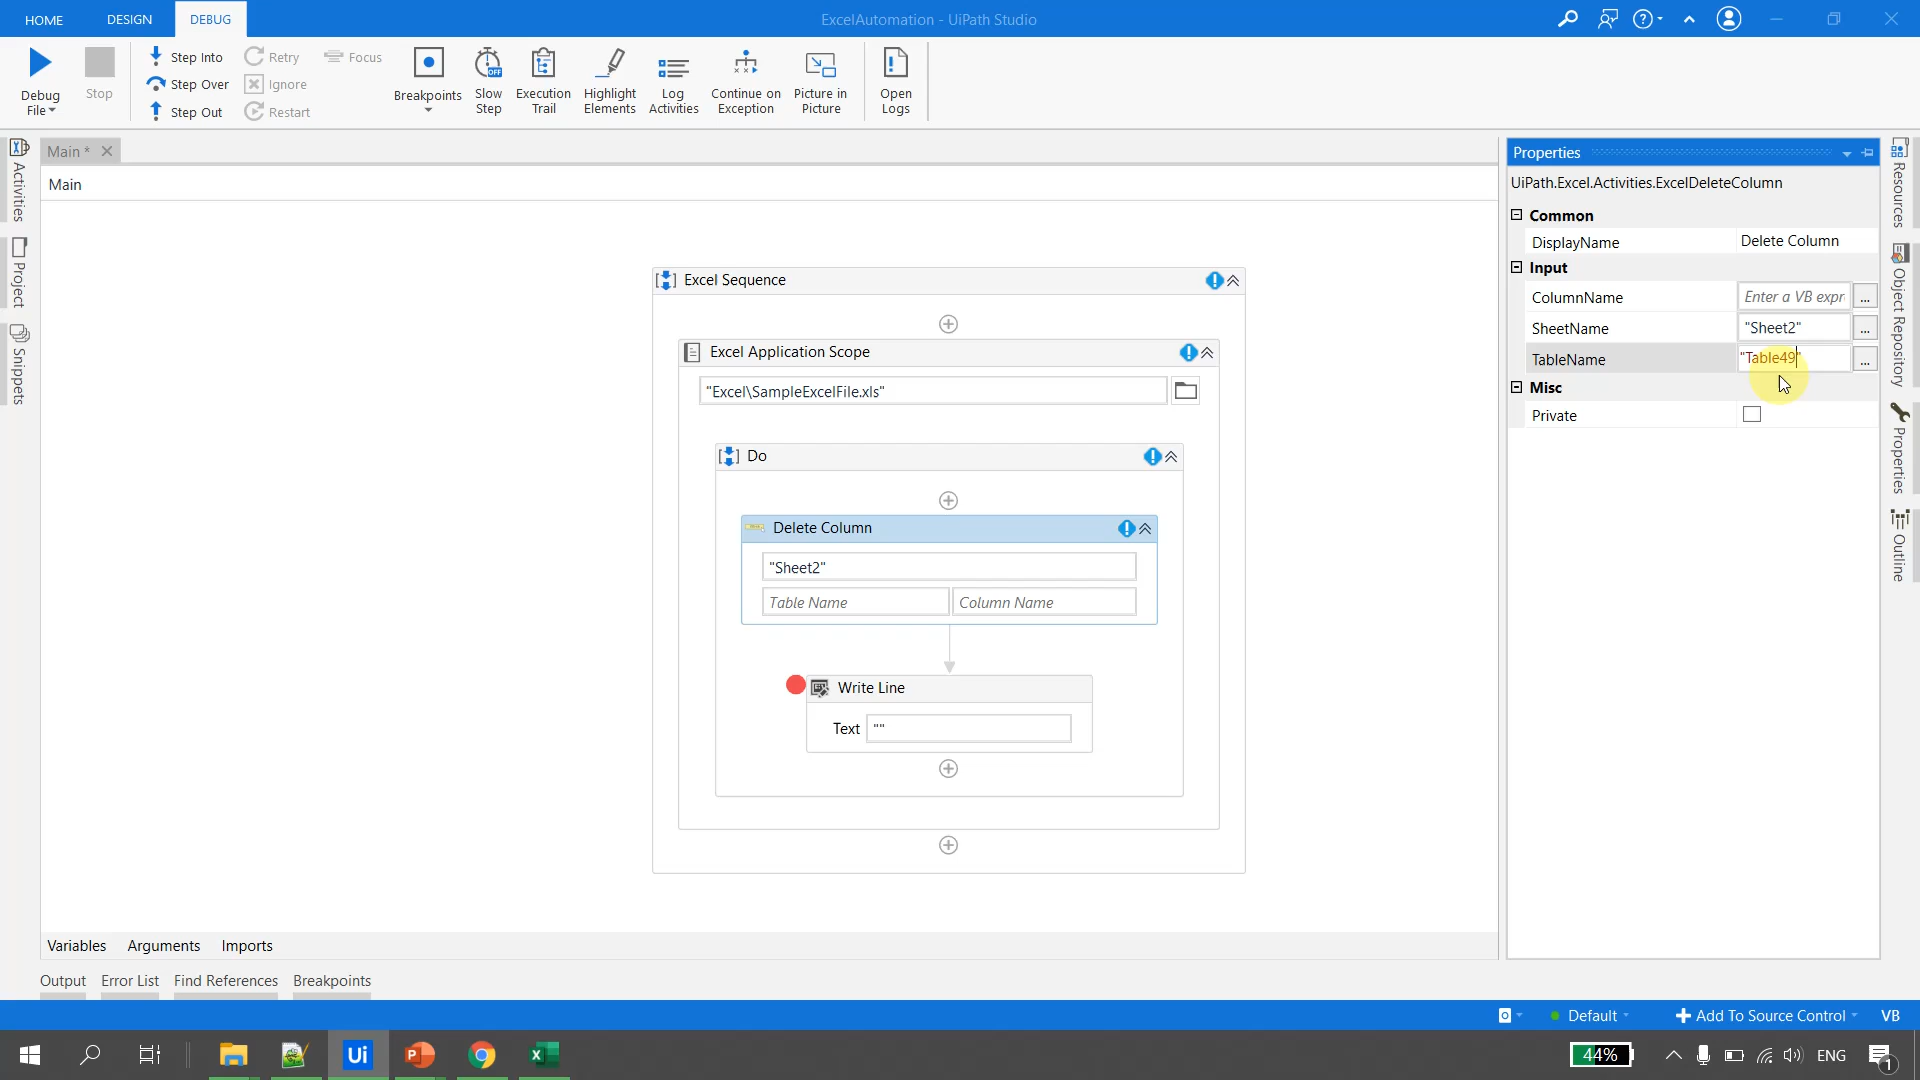 HOME DESIGN DEBUG ExcelAutomation - UiPath Studio
Debug File
Stop
Step Into
Step Over
Step Out
Retry
Ignore
Restart
Focus
Breakpoints
Slow Step
OFF
Execution Trail
Highlight Elements
Log Activities
Continue on Exception
Picture in Picture
Open Logs
Activities
Project
Snippets
Main *
Main
Excel Sequence
Excel Application Scope
"Excel\SampleExcelFile.xls"
Do
Delete Column
"Sheet2"
Table Name Column Name
Write Line
Text ""
Properties
UiPath.Excel.Activities.ExcelDeleteColumn
Common
DisplayName Delete Column
Input
ColumnName Enter a VB expr ...
SheetName "Sheet2" ...
TableName "Table49" ...
Misc
Private
Resources
Object Repository
Properties
Outline
Variables Arguments Imports
Output Error List Find References Breakpoints
Default Add To Source Control VB
Ui
44% ENG 1